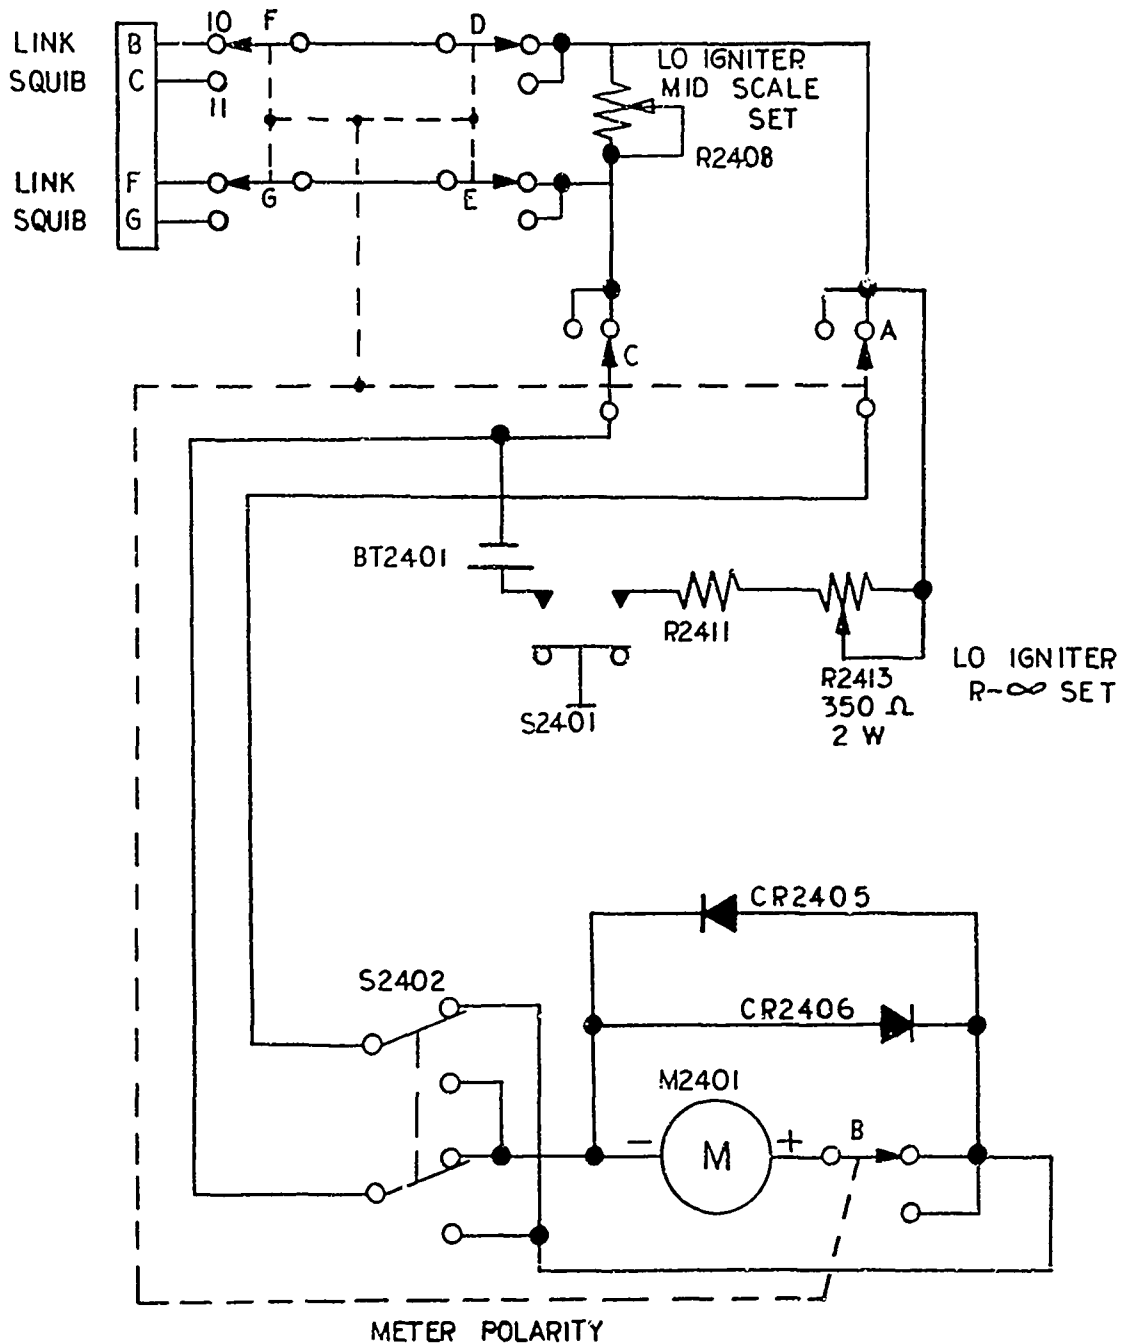 10 F D
LINK B
SQUIB C
11
LO IGNITER
MID SCALE
SET
R2408
LINK F
SQUIB G
G E
C A
BT2401
R2411
S2401
R2413
350 Ω
2 W
LO IGNITER
R-∞ SET
CR2405
S2402
CR2406
M2401
- M + B
METER POLARITY